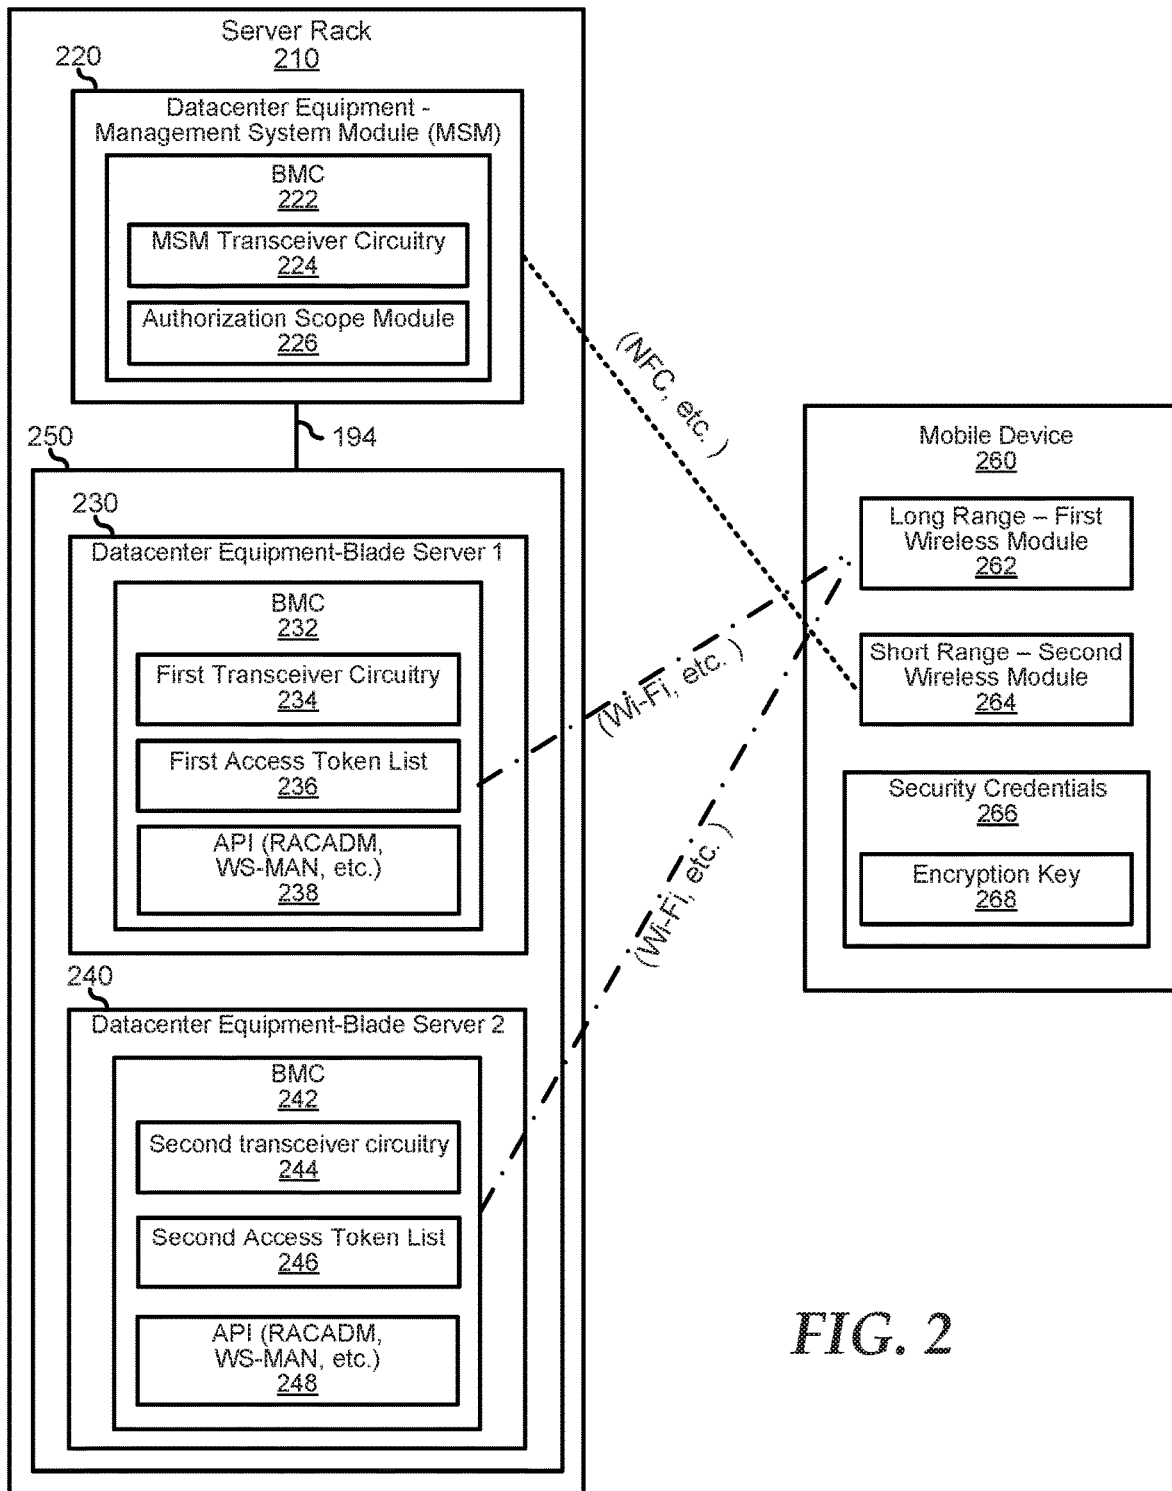 Server Rack
210
220
Datacenter Equipment -
Management System Module (MSM)
BMC
222
MSM Transceiver Circuitry
224
Authorization Scope Module
226
194
250
230
Datacenter Equipment-Blade Server 1
BMC
232
First Transceiver Circuitry
234
First Access Token List
236
API (RACADM,
WS-MAN, etc.)
238
240
Datacenter Equipment-Blade Server 2
BMC
242
Second transceiver circuitry
244
Second Access Token List
246
API (RACADM,
WS-MAN, etc.)
248
(NFC, etc. )
(Wi-Fi, etc. )
(Wi-Fi, etc. )
Mobile Device
260
Long Range – First
Wireless Module
262
Short Range – Second
Wireless Module
264
Security Credentials
266
Encryption Key
268
FIG. 2